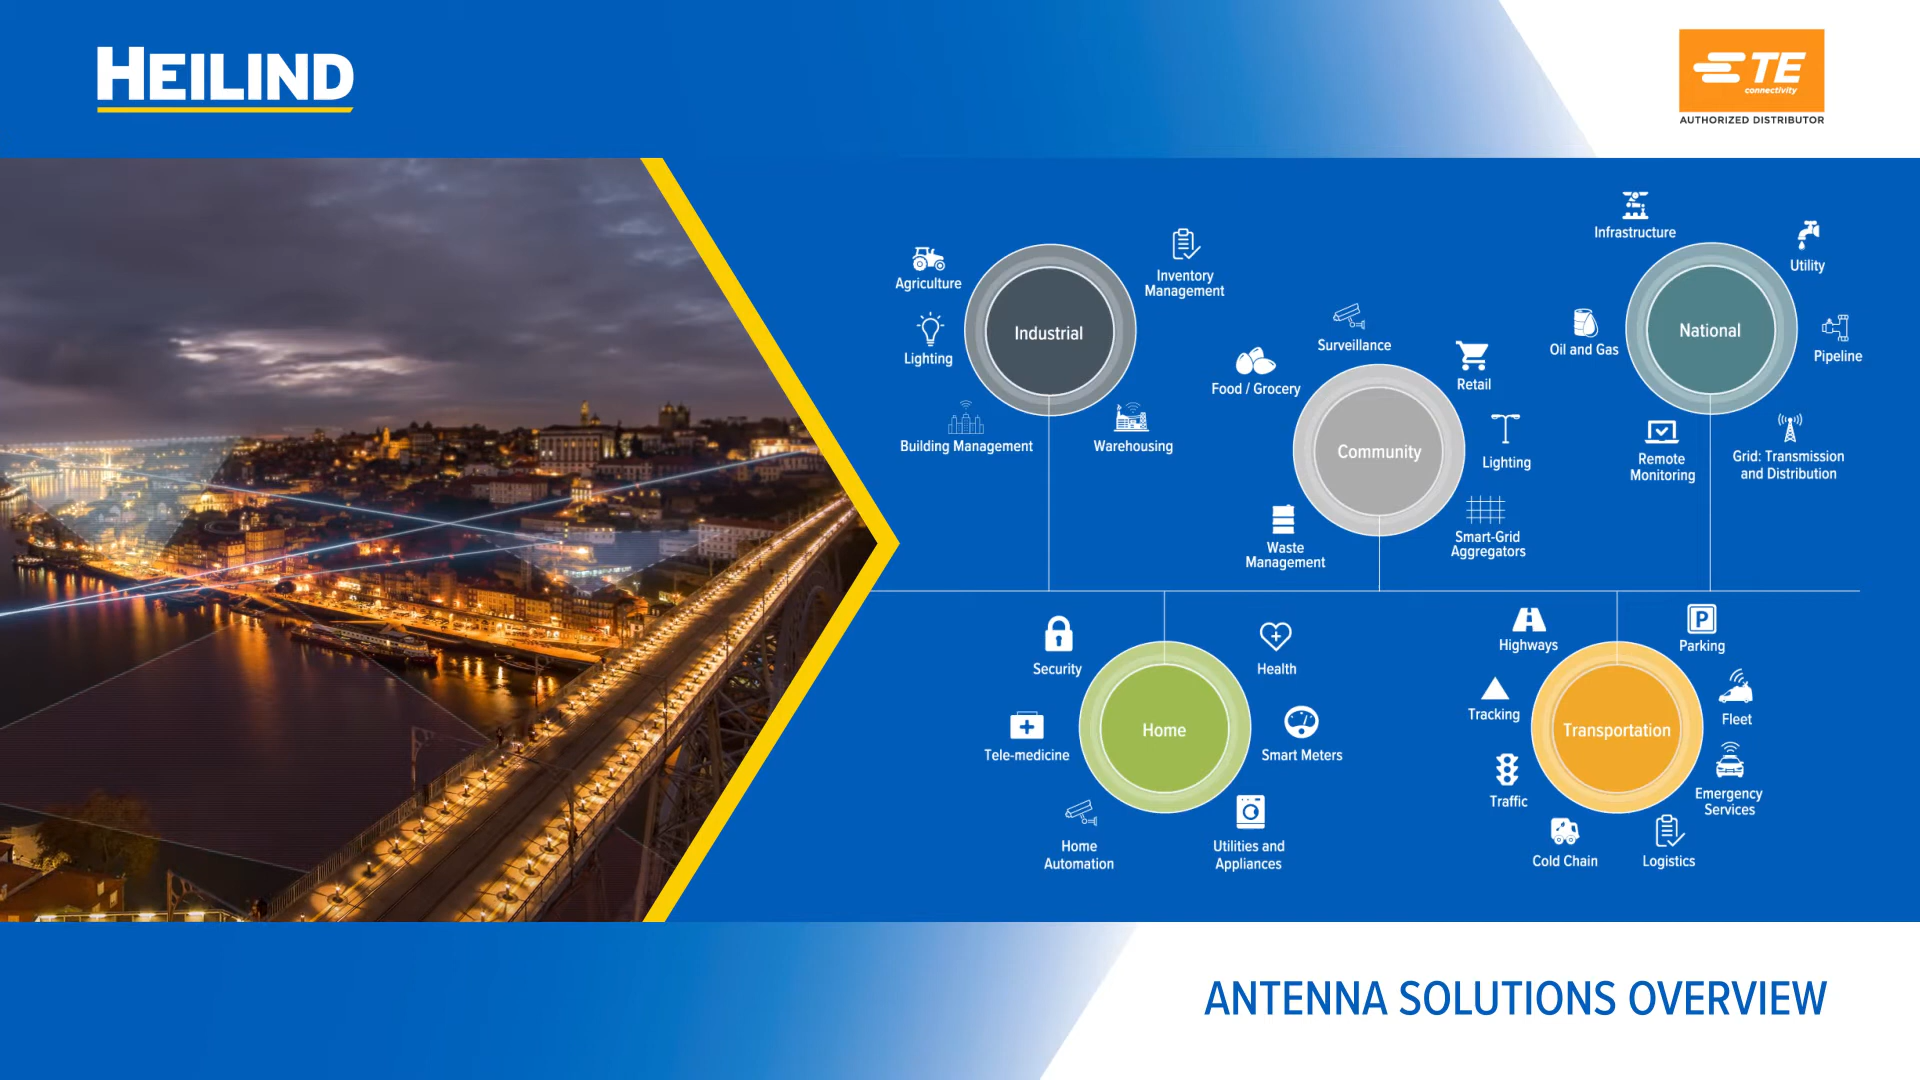 HEILIND
TE
connectivity
AUTHORIZED DISTRIBUTOR
Agriculture
Inventory
Management
Industrial
Lighting
Building Management
Warehousing
Surveillance
Food / Grocery
Retail
Community
Lighting
Waste
Management
Smart-Grid
Aggregators
Infrastructure
Utility
Oil and Gas
National
Pipeline
Remote
Monitoring
Grid: Transmission
and Distribution
Security
Health
Tele-medicine
Home
Smart Meters
Home
Automation
Utilities and
Appliances
Highways
P
Parking
Tracking
Fleet
Transportation
Traffic
Emergency
Services
Cold Chain
Logistics
ANTENNA SOLUTIONS OVERVIEW